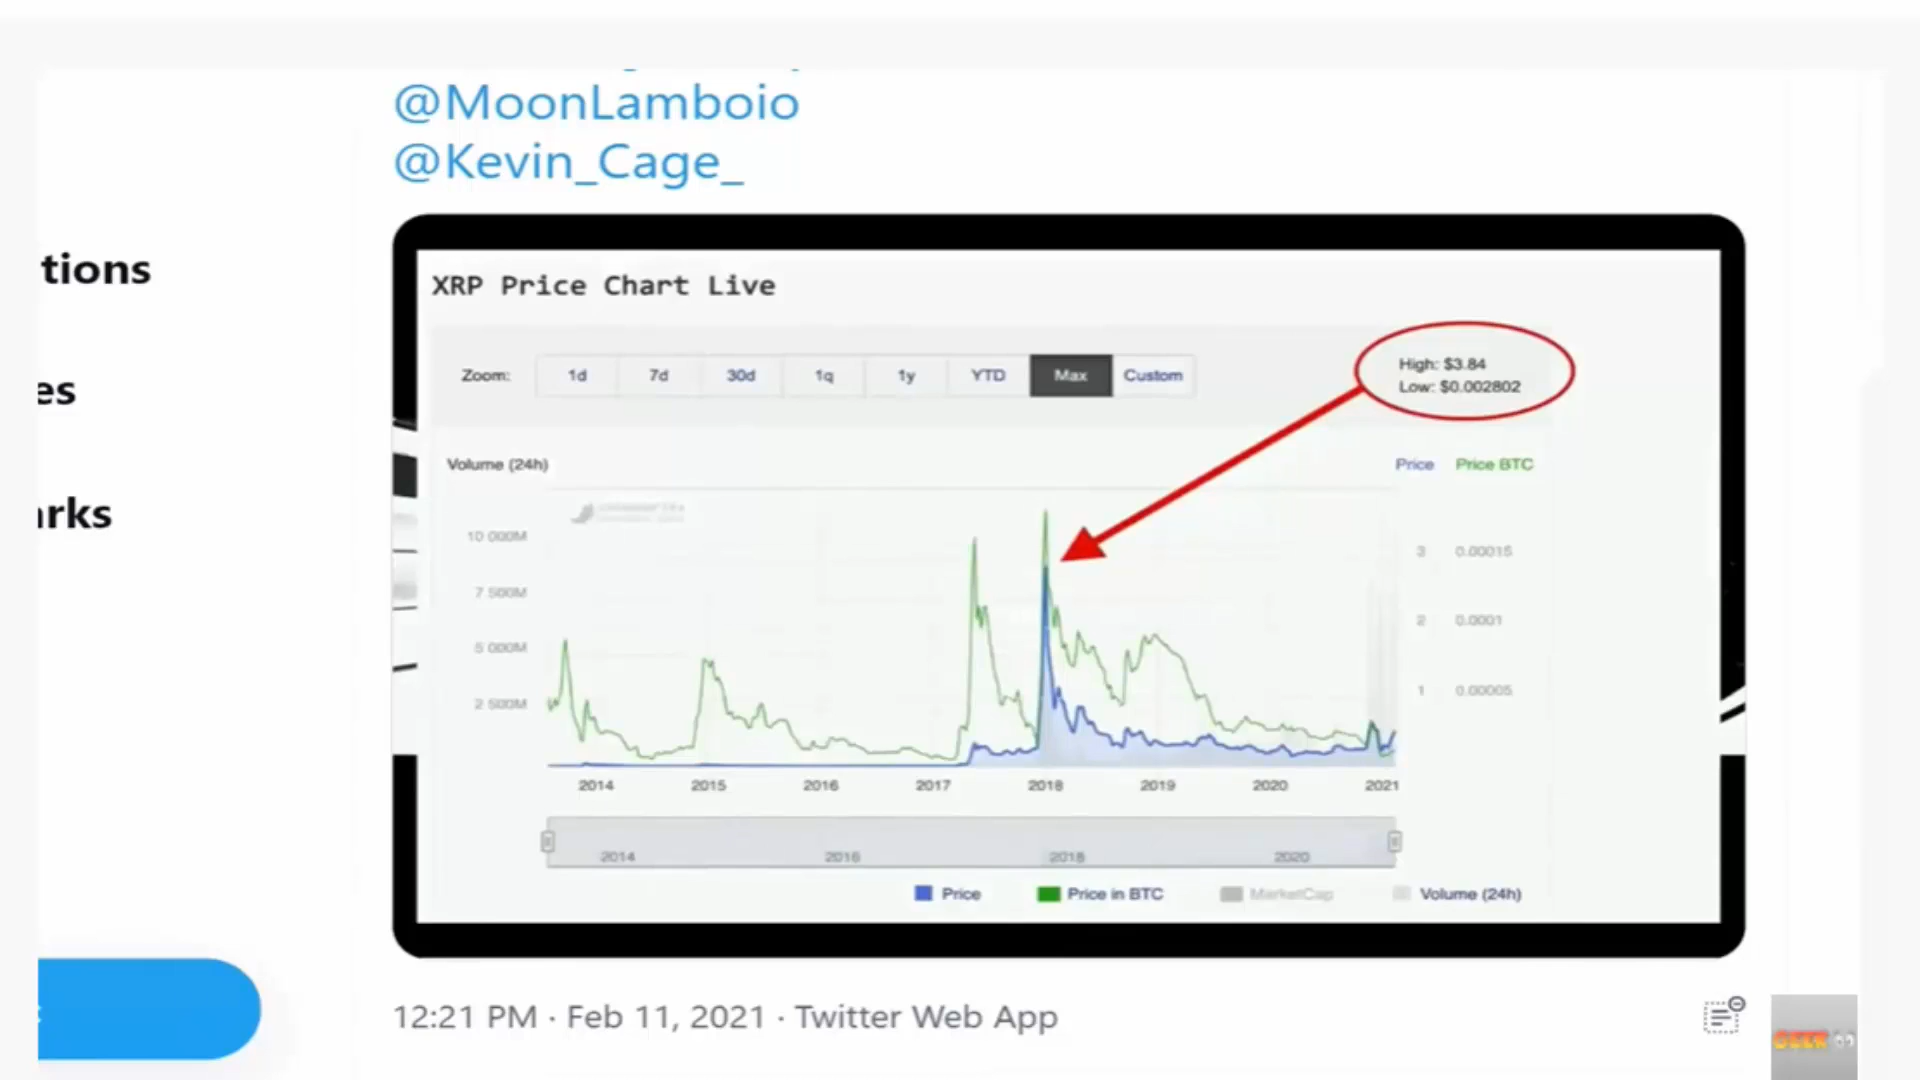 @MoonLamboio
@Kevin_Cage_
tions
es
arks
XRP Price Chart Live
Zoom: 1d 7d 30d 1q 1y YTD Max Custom
High: $3.84
Low: $0.002802
Volume (24h)
Price Price BTC
10 000M
7 500M
5 000M
2 500M
3 0.00015
2 0.0001
1 0.00005
2014 2015 2016 2017 2018 2019 2020 2021
2014 2016 2018 2020
Price Price in BTC MarketCap Volume (24h)
12:21 PM · Feb 11, 2021 · Twitter Web App